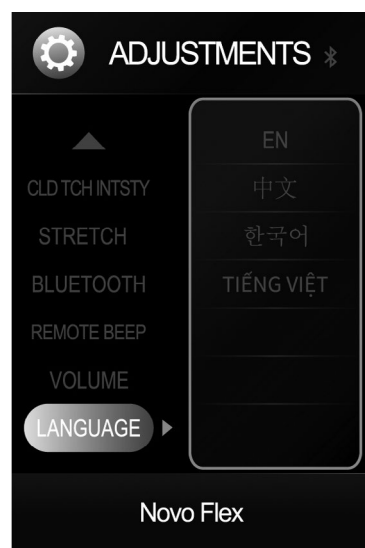 ADJUSTMENTS
CLD TCH INTSTY
STRETCH
BLUETOOTH
REMOTE BEEP
VOLUME
LANGUAGE
EN
中文
한국어
TIẾNG VIỆT
Novo Flex